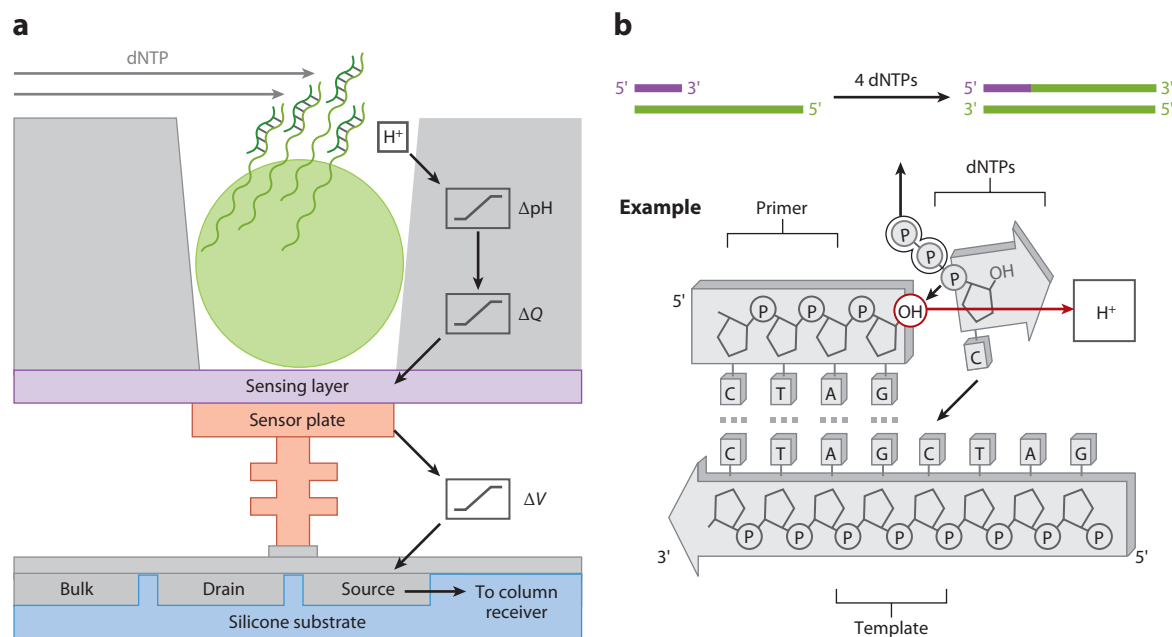 a
dNTP
H⁺
ΔpH
ΔQ
Sensing layer
Sensor plate
ΔV
Bulk
Drain
Source
To column
receiver
Silicone substrate
b
5' 3'
5'
4 dNTPs
5' 3'
3' 5'
dNTPs
Example
Primer
P
P
P
OH
5'
P P P
OH
H⁺
C
C T A G
C T A G C T A G
P P P P P P P P
3'
5'
Template